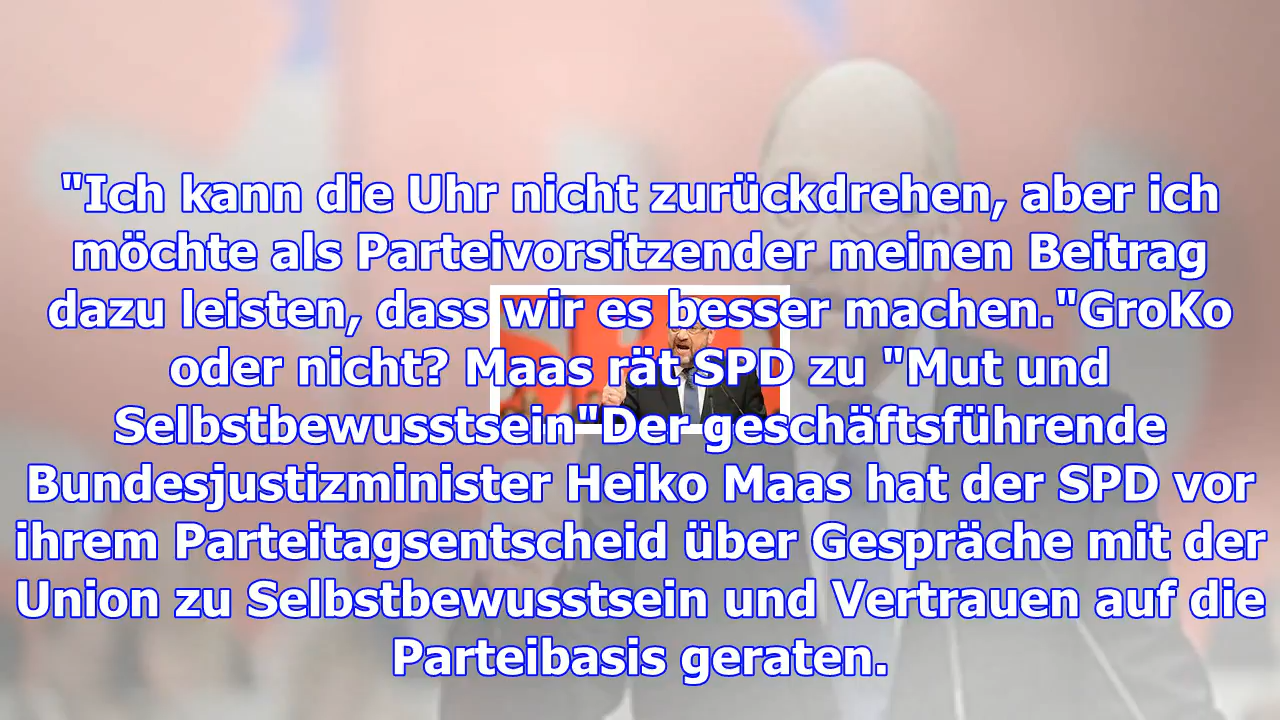 "Ich kann die Uhr nicht zurückdrehen, aber ich
möchte als Parteivorsitzender meinen Beitrag
dazu leisten, dass wir es besser machen."GroKo
oder nicht? Maas rät SPD zu "Mut und
Selbstbewusstsein"Der geschäftsführende
Bundesjustizminister Heiko Maas hat der SPD vor
ihrem Parteitagsentscheid über Gespräche mit der
Union zu Selbstbewusstsein und Vertrauen auf die
Parteibasis geraten.